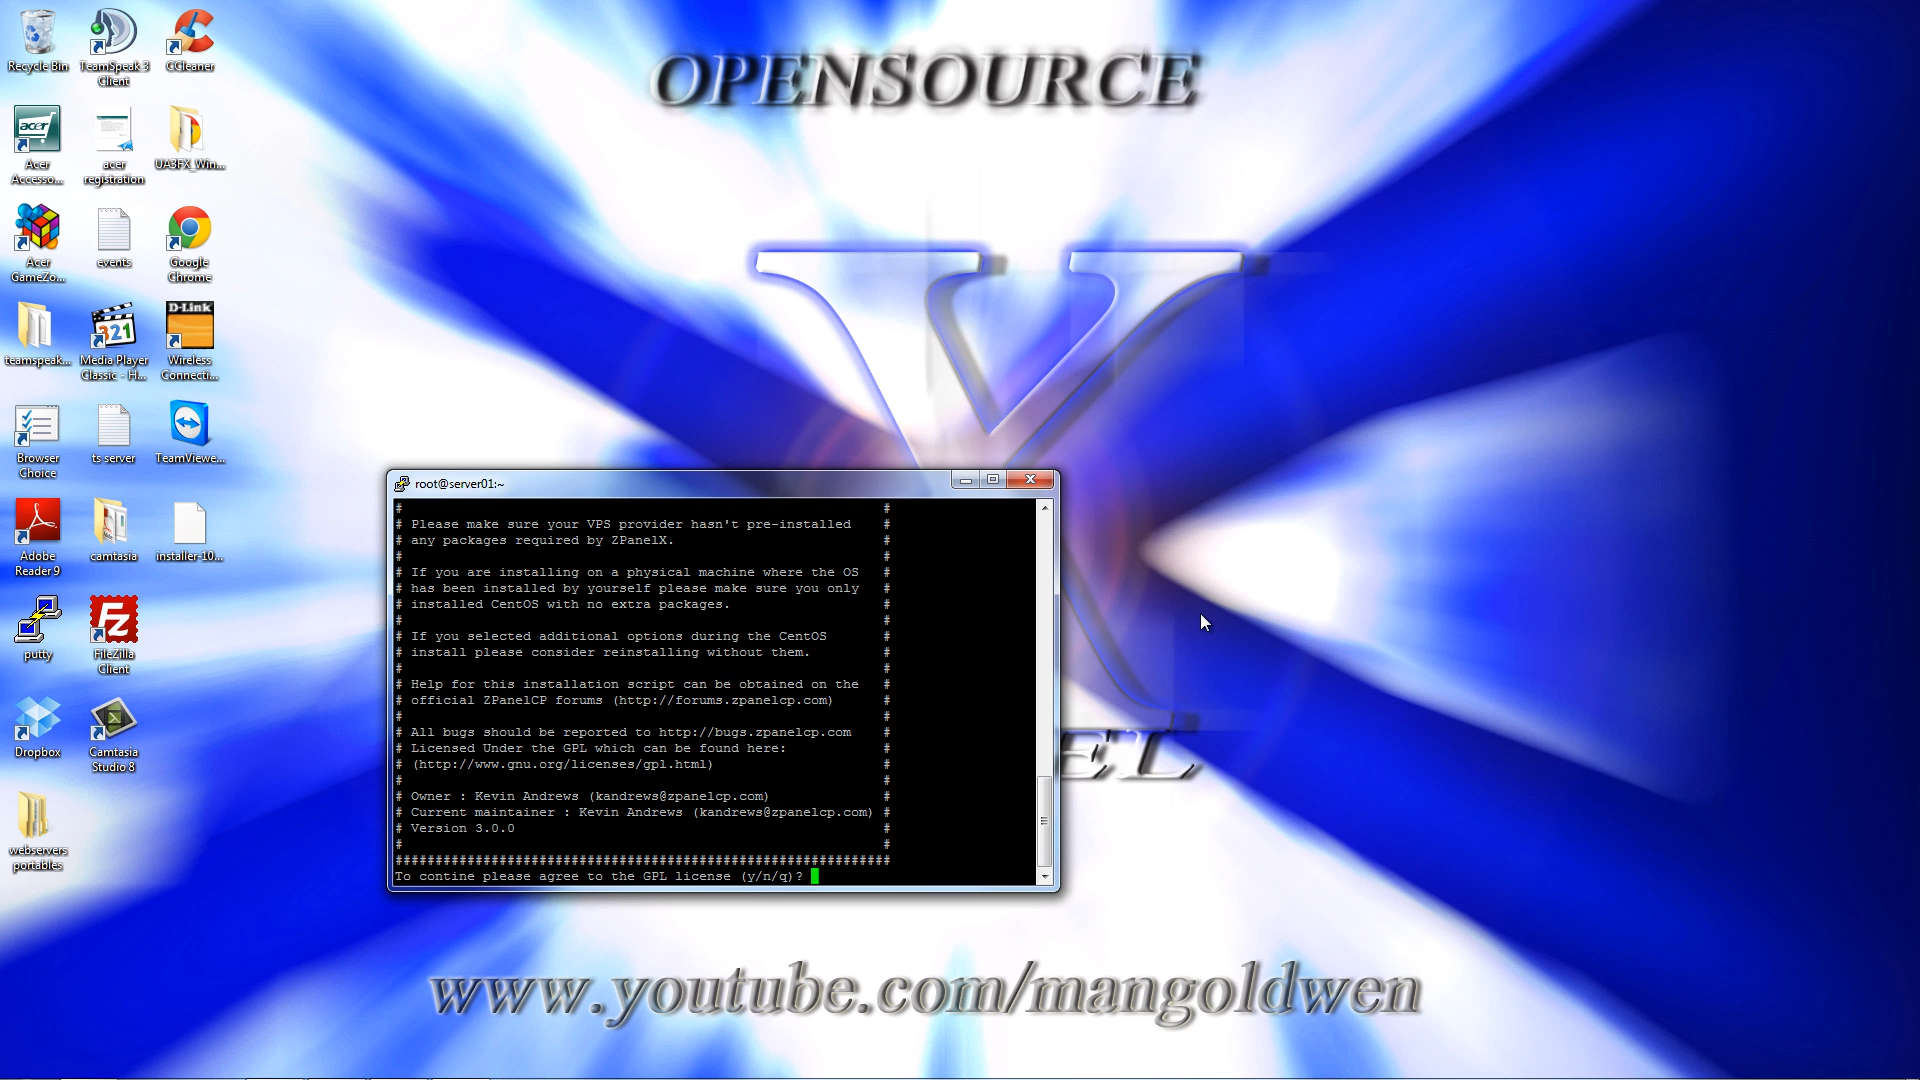 OPENSOURCE
X
EL
www.youtube.com/mangoldwen
Recycle Bin
TeamSpeak 3
Client
CCleaner
acer
Acer
Accesso...
acer
registration
UA3FX_Win...
Acer
GameZo...
events
Google
Chrome
teamspeak...
321
Media Player
Classic - H...
D-Link
Wireless
Connecti...
Browser
Choice
ts server
TeamViewe...
Adobe
Reader 9
camtasia
installer-10...
putty
FZ
FileZilla
Client
Dropbox
Camtasia
Studio 8
webservers
portables
root@server01:~
# #
# Please make sure your VPS provider hasn't pre-installed #
# any packages required by ZPanelX. #
# #
# If you are installing on a physical machine where the OS #
# has been installed by yourself please make sure you only #
# installed CentOS with no extra packages. #
# #
# If you selected additional options during the CentOS #
# install please consider reinstalling without them. #
# #
# Help for this installation script can be obtained on the #
# official ZPanelCP forums (http://forums.zpanelcp.com) #
# #
# All bugs should be reported to http://bugs.zpanelcp.com #
# Licensed Under the GPL which can be found here: #
# (http://www.gnu.org/licenses/gpl.html) #
# #
# Owner : Kevin Andrews (kandrews@zpanelcp.com) #
# Current maintainer : Kevin Andrews (kandrews@zpanelcp.com) #
# Version 3.0.0 #
# #
##############################################################
To contine please agree to the GPL license (y/n/q)?